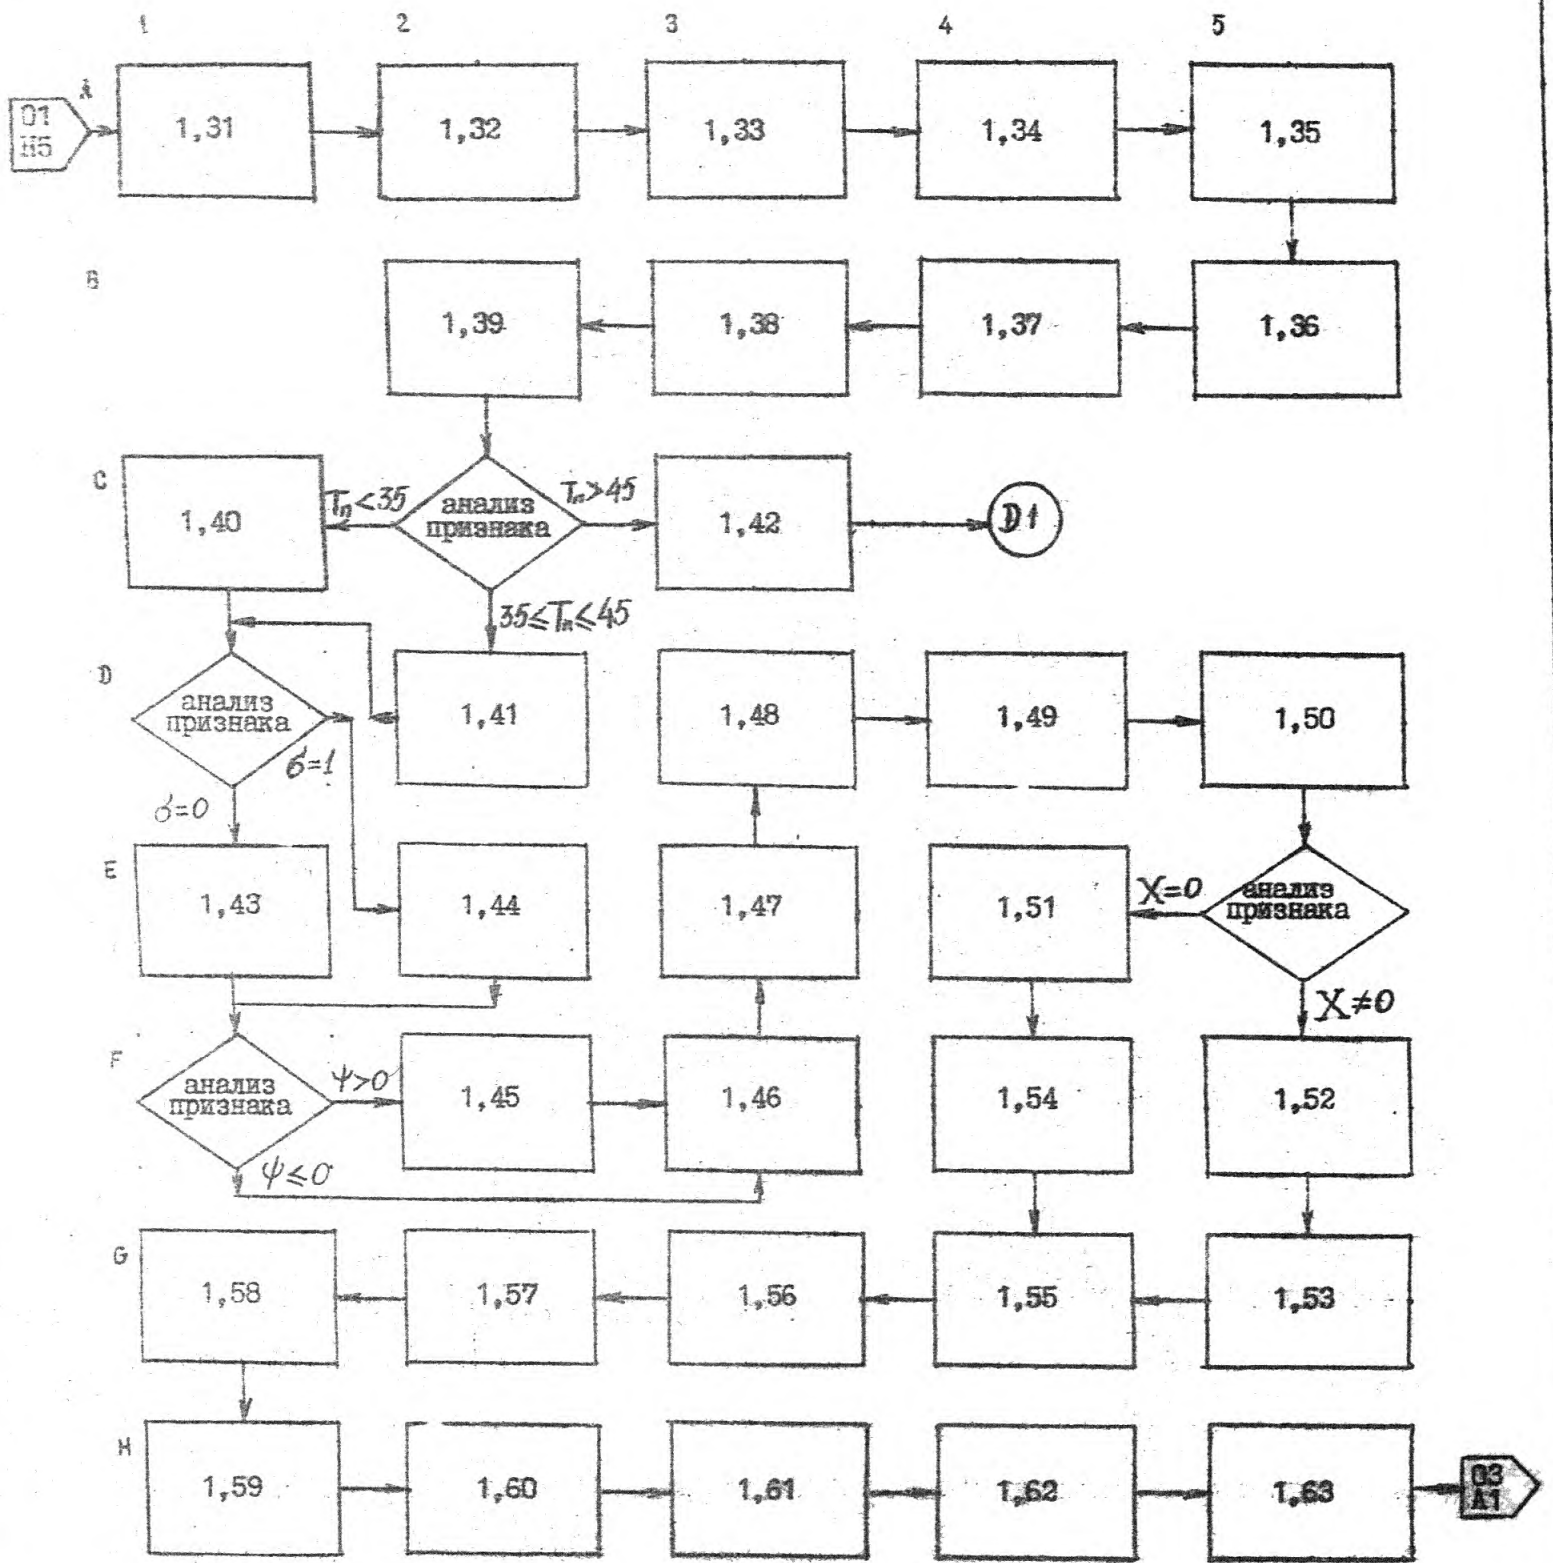 1 2 3 4 5
A
01
H5
1,31 1,32 1,33 1,34 1,35
B
1,39 1,38 1,37 1,36
C
1,40
Tп<35
анализ
признака
Tп>45
1,42
D1
35≤Tп≤45
D
анализ
признака
1,41 1,48 1,49 1,50
σ=1
σ=0
E
1,43 1,44 1,47 1,51
X=0
анализ
признака
X≠0
F
анализ
признака
ψ>0
1,45 1,46 1,54 1,52
ψ≤0
G
1,58 1,57 1,56 1,55 1,53
H
1,59 1,60 1,61 1,62 1,63
03
A1